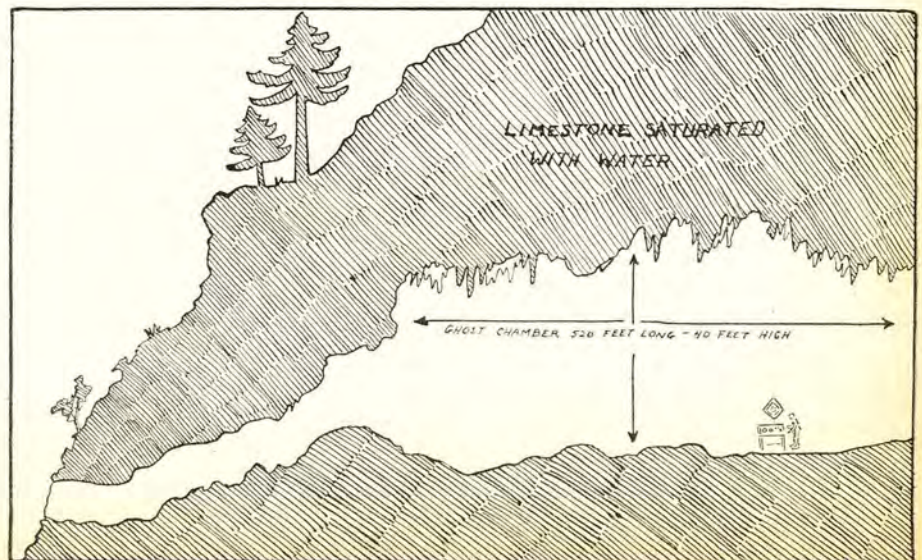 LIMESTONE SATURATED
WITH WATER
GHOST CHAMBER 520 FEET LONG - 40 FEET HIGH